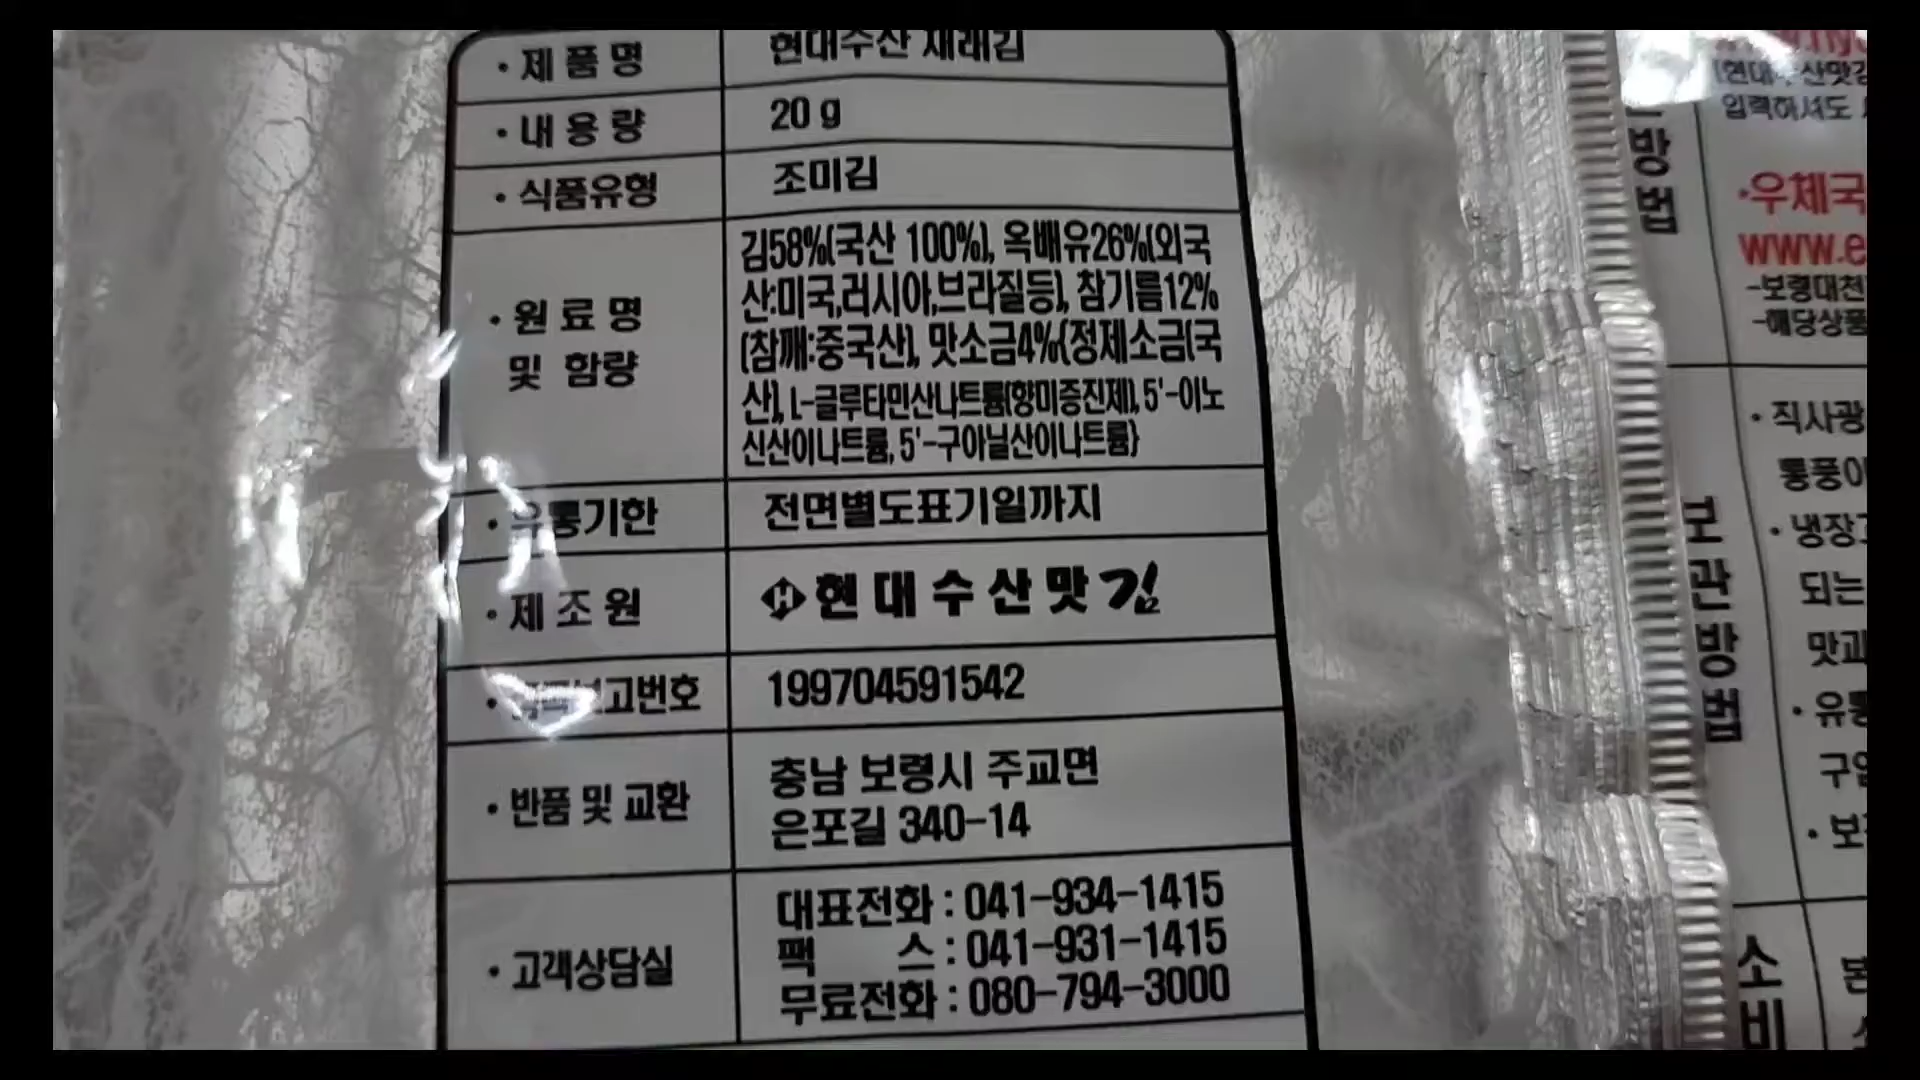 · 제 품 명
현대수산 재래김
· 내 용 량
20 g
· 식품유형
조미김
· 원 료 명
및 함량
김58%(국산 100%), 옥배유26%(외국
산:미국,러시아,브라질등), 참기름12%
(참깨:중국산), 맛소금4%{정제소금(국
산), L-글루타민산나트륨(향미증진제), 5'-이노
신산이나트륨, 5'-구아닐산이나트륨}
· 유통기한
전면별도표기일까지
· 제 조 원
현대수산맛김
고번호
199704591542
· 반품 및 교환
충남 보령시 주교면
은포길 340-14
· 고객상담실
대표전화 : 041-934-1415
팩 스 : 041-931-1415
무료전화 : 080-794-3000
입력하셔도
방법
·우체국
www.e
-보령대천
-해당상품
보관방법
· 직사광
통풍이
· 냉장고
되는
맛과
· 유통
구입
소비